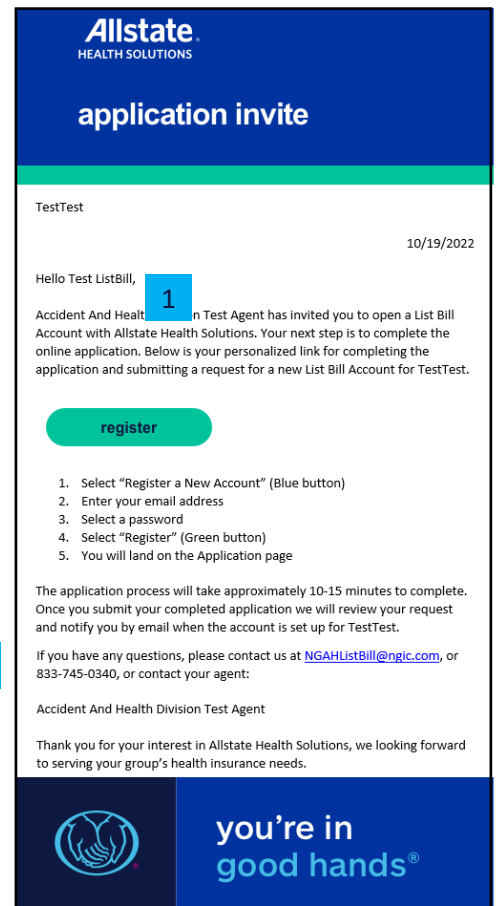 Allstate.
HEALTH SOLUTIONS
application invite
TestTest
10/19/2022
Hello Test ListBill,
1
Accident And Healt n Test Agent has invited you to open a List Bill
Account with Allstate Health Solutions. Your next step is to complete the
online application. Below is your personalized link for completing the
application and submitting a request for a new List Bill Account for TestTest.
register
1. Select “Register a New Account” (Blue button)
2. Enter your email address
3. Select a password
4. Select “Register” (Green button)
5. You will land on the Application page
The application process will take approximately 10-15 minutes to complete.
Once you submit your completed application we will review your request
and notify you by email when the account is set up for TestTest.
If you have any questions, please contact us at NGAHListBill@ngic.com, or
833-745-0340, or contact your agent:
Accident And Health Division Test Agent
Thank you for your interest in Allstate Health Solutions, we looking forward
to serving your group’s health insurance needs.
you’re in
good hands®